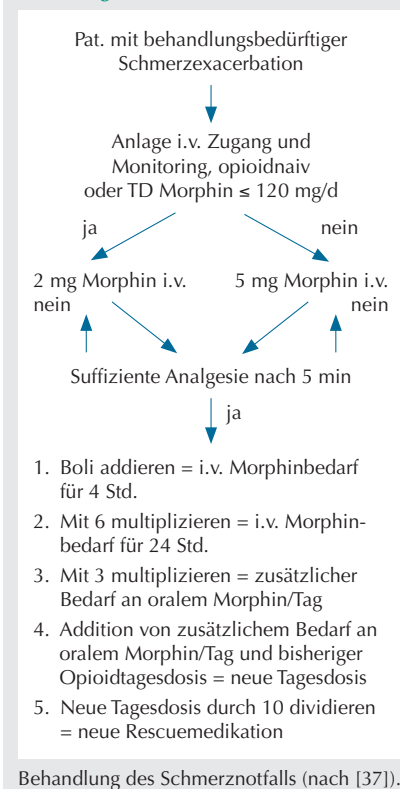 Pat. mit behandlungsbedürftiger
Schmerzexacerbation
Anlage i.v. Zugang und
Monitoring, opioidnaiv
oder TD Morphin ≤ 120 mg/d
ja
nein
2 mg Morphin i.v.
5 mg Morphin i.v.
nein
nein
Suffiziente Analgesie nach 5 min
ja
1. Boli addieren = i.v. Morphinbedarf
für 4 Std.
2. Mit 6 multiplizieren = i.v. Morphin-
bedarf für 24 Std.
3. Mit 3 multiplizieren = zusätzlicher
Bedarf an oralem Morphin/Tag
4. Addition von zusätzlichem Bedarf an
oralem Morphin/Tag und bisheriger
Opioidtagesdosis = neue Tagesdosis
5. Neue Tagesdosis durch 10 dividieren
= neue Rescuemedikation
Behandlung des Schmerznotfalls (nach [37]).